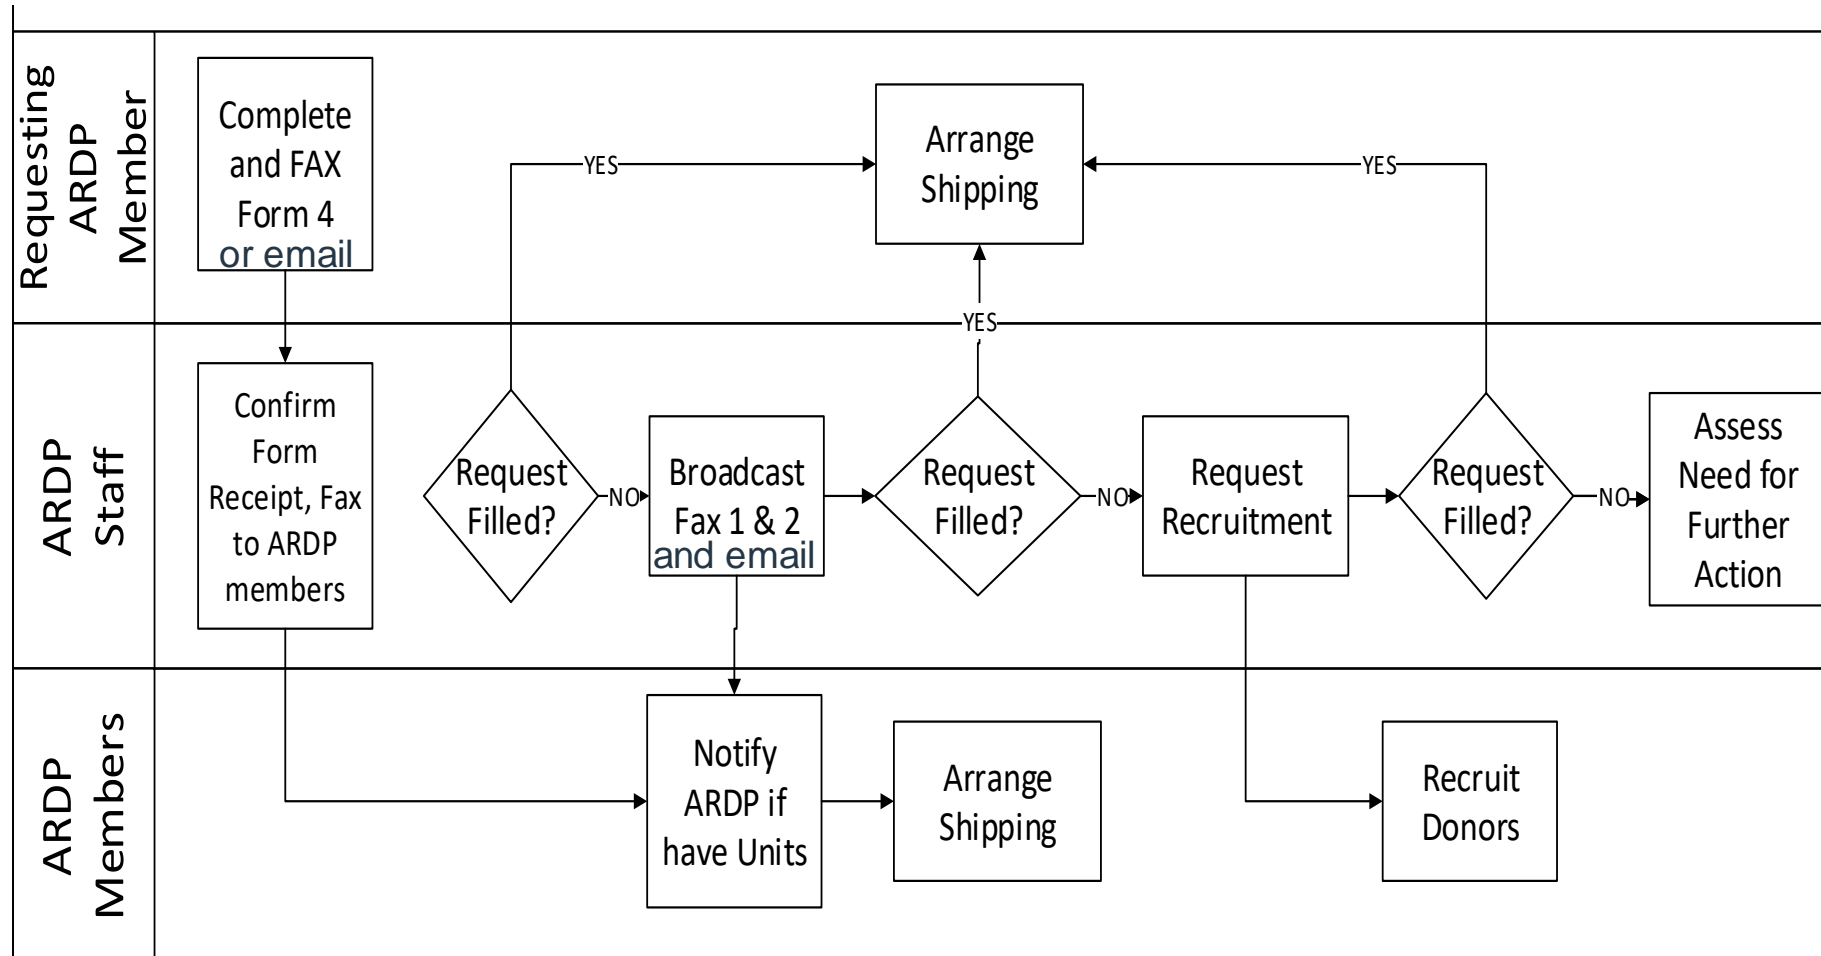 Requesting
ARDP
Member
Complete
and FAX
Form 4
or email
Arrange
Shipping
YES
YES
YES
ARDP
Staff
Confirm
Form
Receipt, Fax
to ARDP
members
Request
Filled?
NO
Broadcast
Fax 1 & 2
and email
Request
Filled?
NO
Request
Recruitment
Request
Filled?
NO
Assess
Need for
Further
Action
ARDP
Members
Notify
ARDP if
have Units
Arrange
Shipping
Recruit
Donors